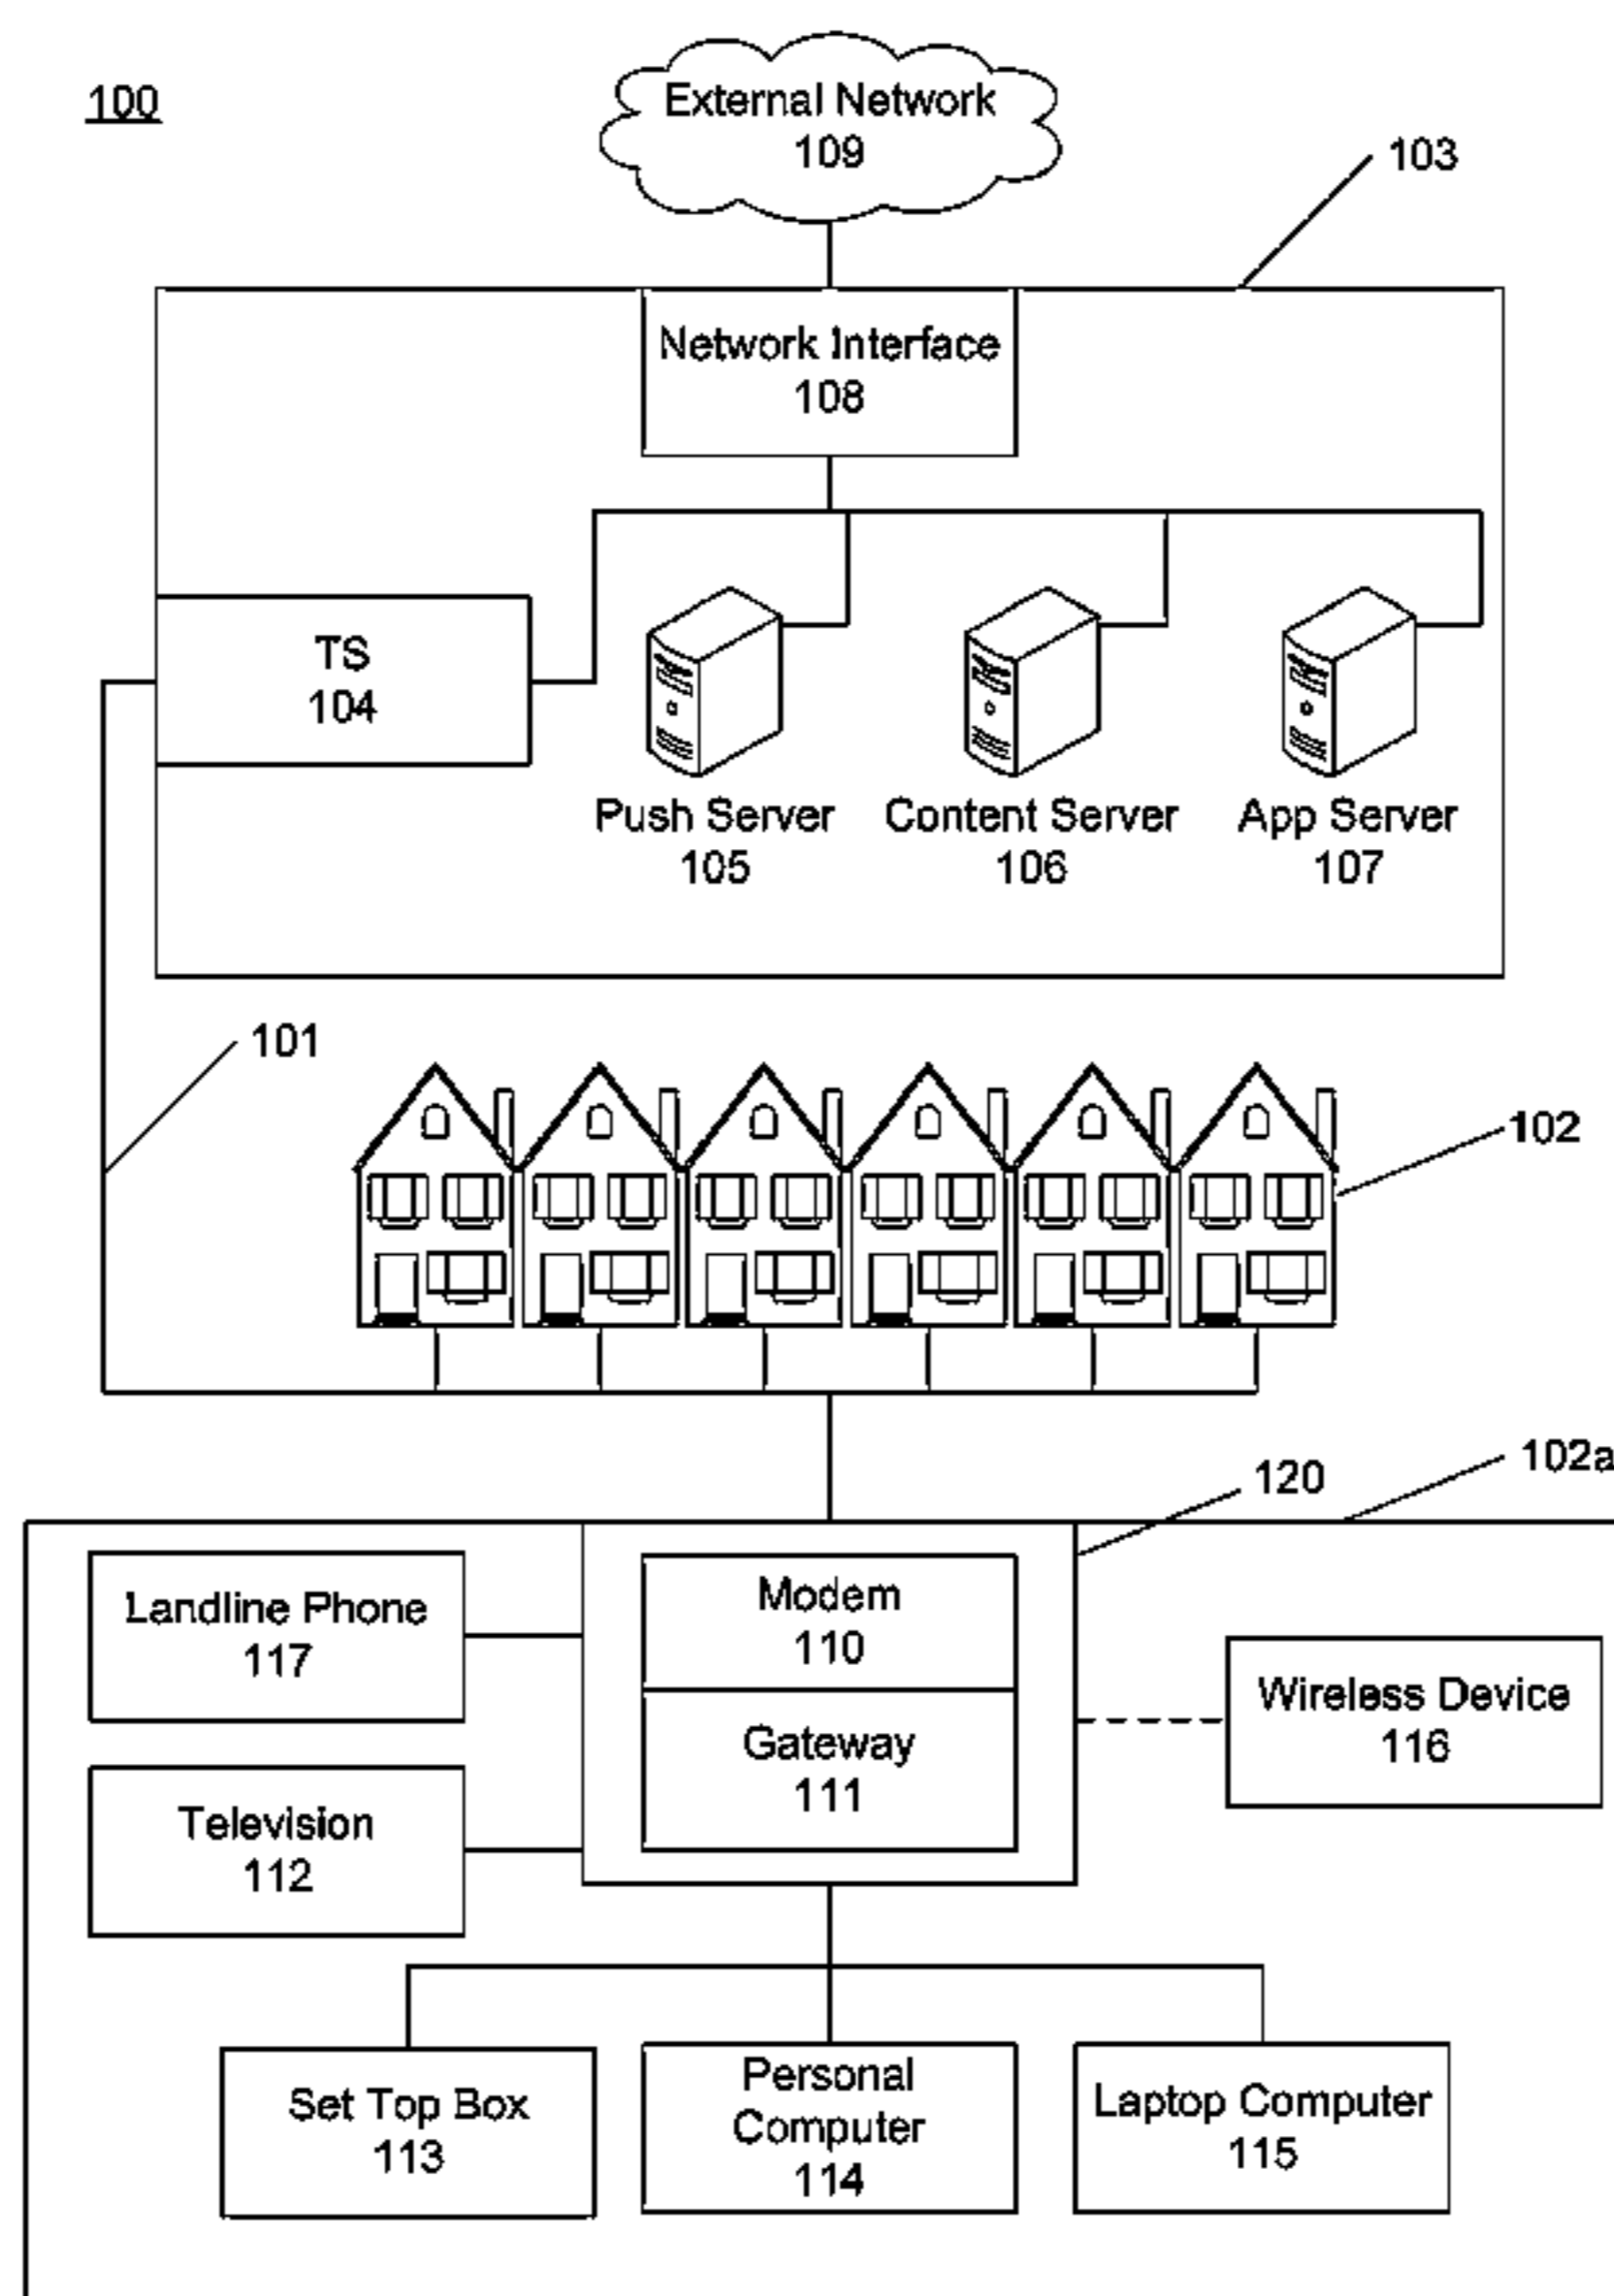 100
External Network
109
103
Network Interface
108
TS
104
Push Server
105
Content Server
106
App Server
107
101
102
102a
120
Modem
110
Landline Phone
117
Wireless Device
116
Gateway
111
Television
112
Set Top Box
113
Personal
Computer
114
Laptop Computer
115